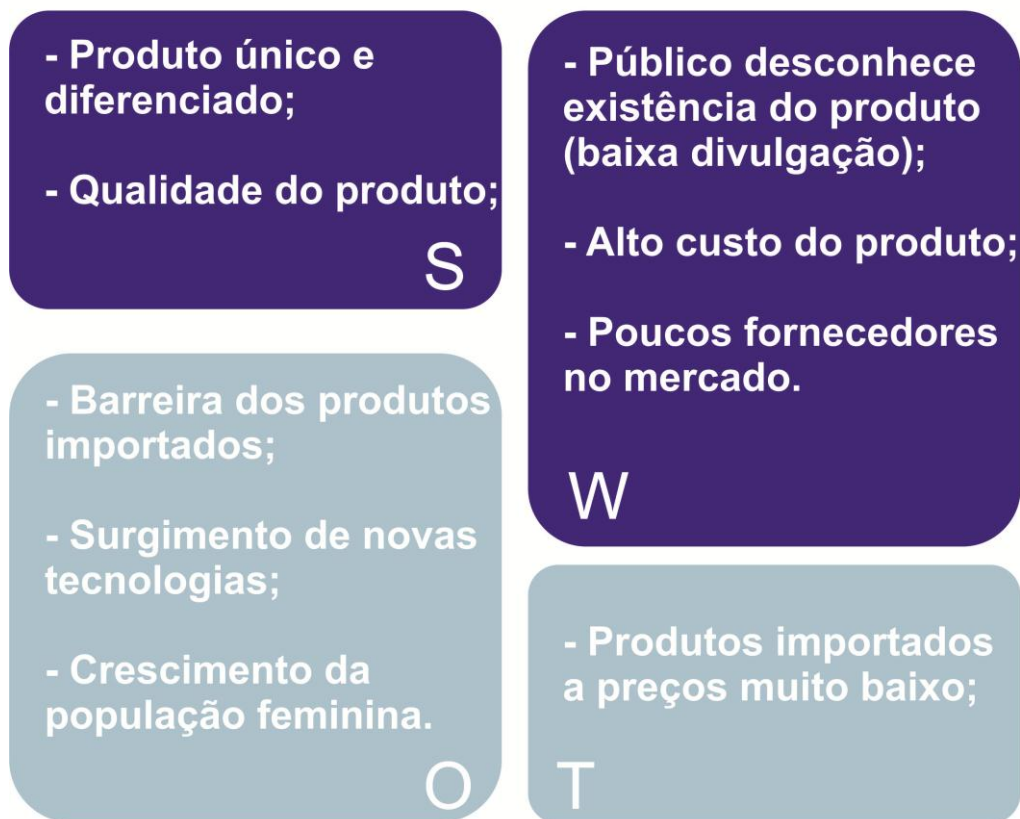 - Produto único e
diferenciado;
- Qualidade do produto;
S
- Público desconhece
existência do produto
(baixa divulgação);
- Alto custo do produto;
- Poucos fornecedores
no mercado.
W
- Barreira dos produtos
importados;
- Surgimento de novas
tecnologias;
- Crescimento da
população feminina.
O
- Produtos importados
a preços muito baixo;
T